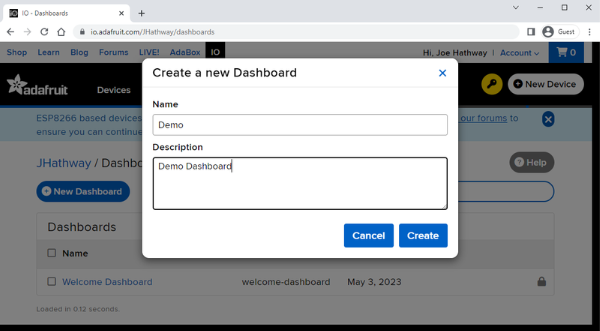 IO - Dashboards
io.adafruit.com/JHathway/dashboards
Guest
Shop Learn Blog Forums LIVE! AdaBox IO
Hi, Joe Hathway | Account
0
adafruit
Devices
New Device
ESP8266 based devices
our forums to
ensure you can continue
JHathway / Dashbo
Help
New Dashboard
Create a new Dashboard
Name
Demo
Description
Demo Dashboard
Cancel Create
Dashboards
Name
Welcome Dashboard welcome-dashboard May 3, 2023
Loaded in 0.12 seconds.